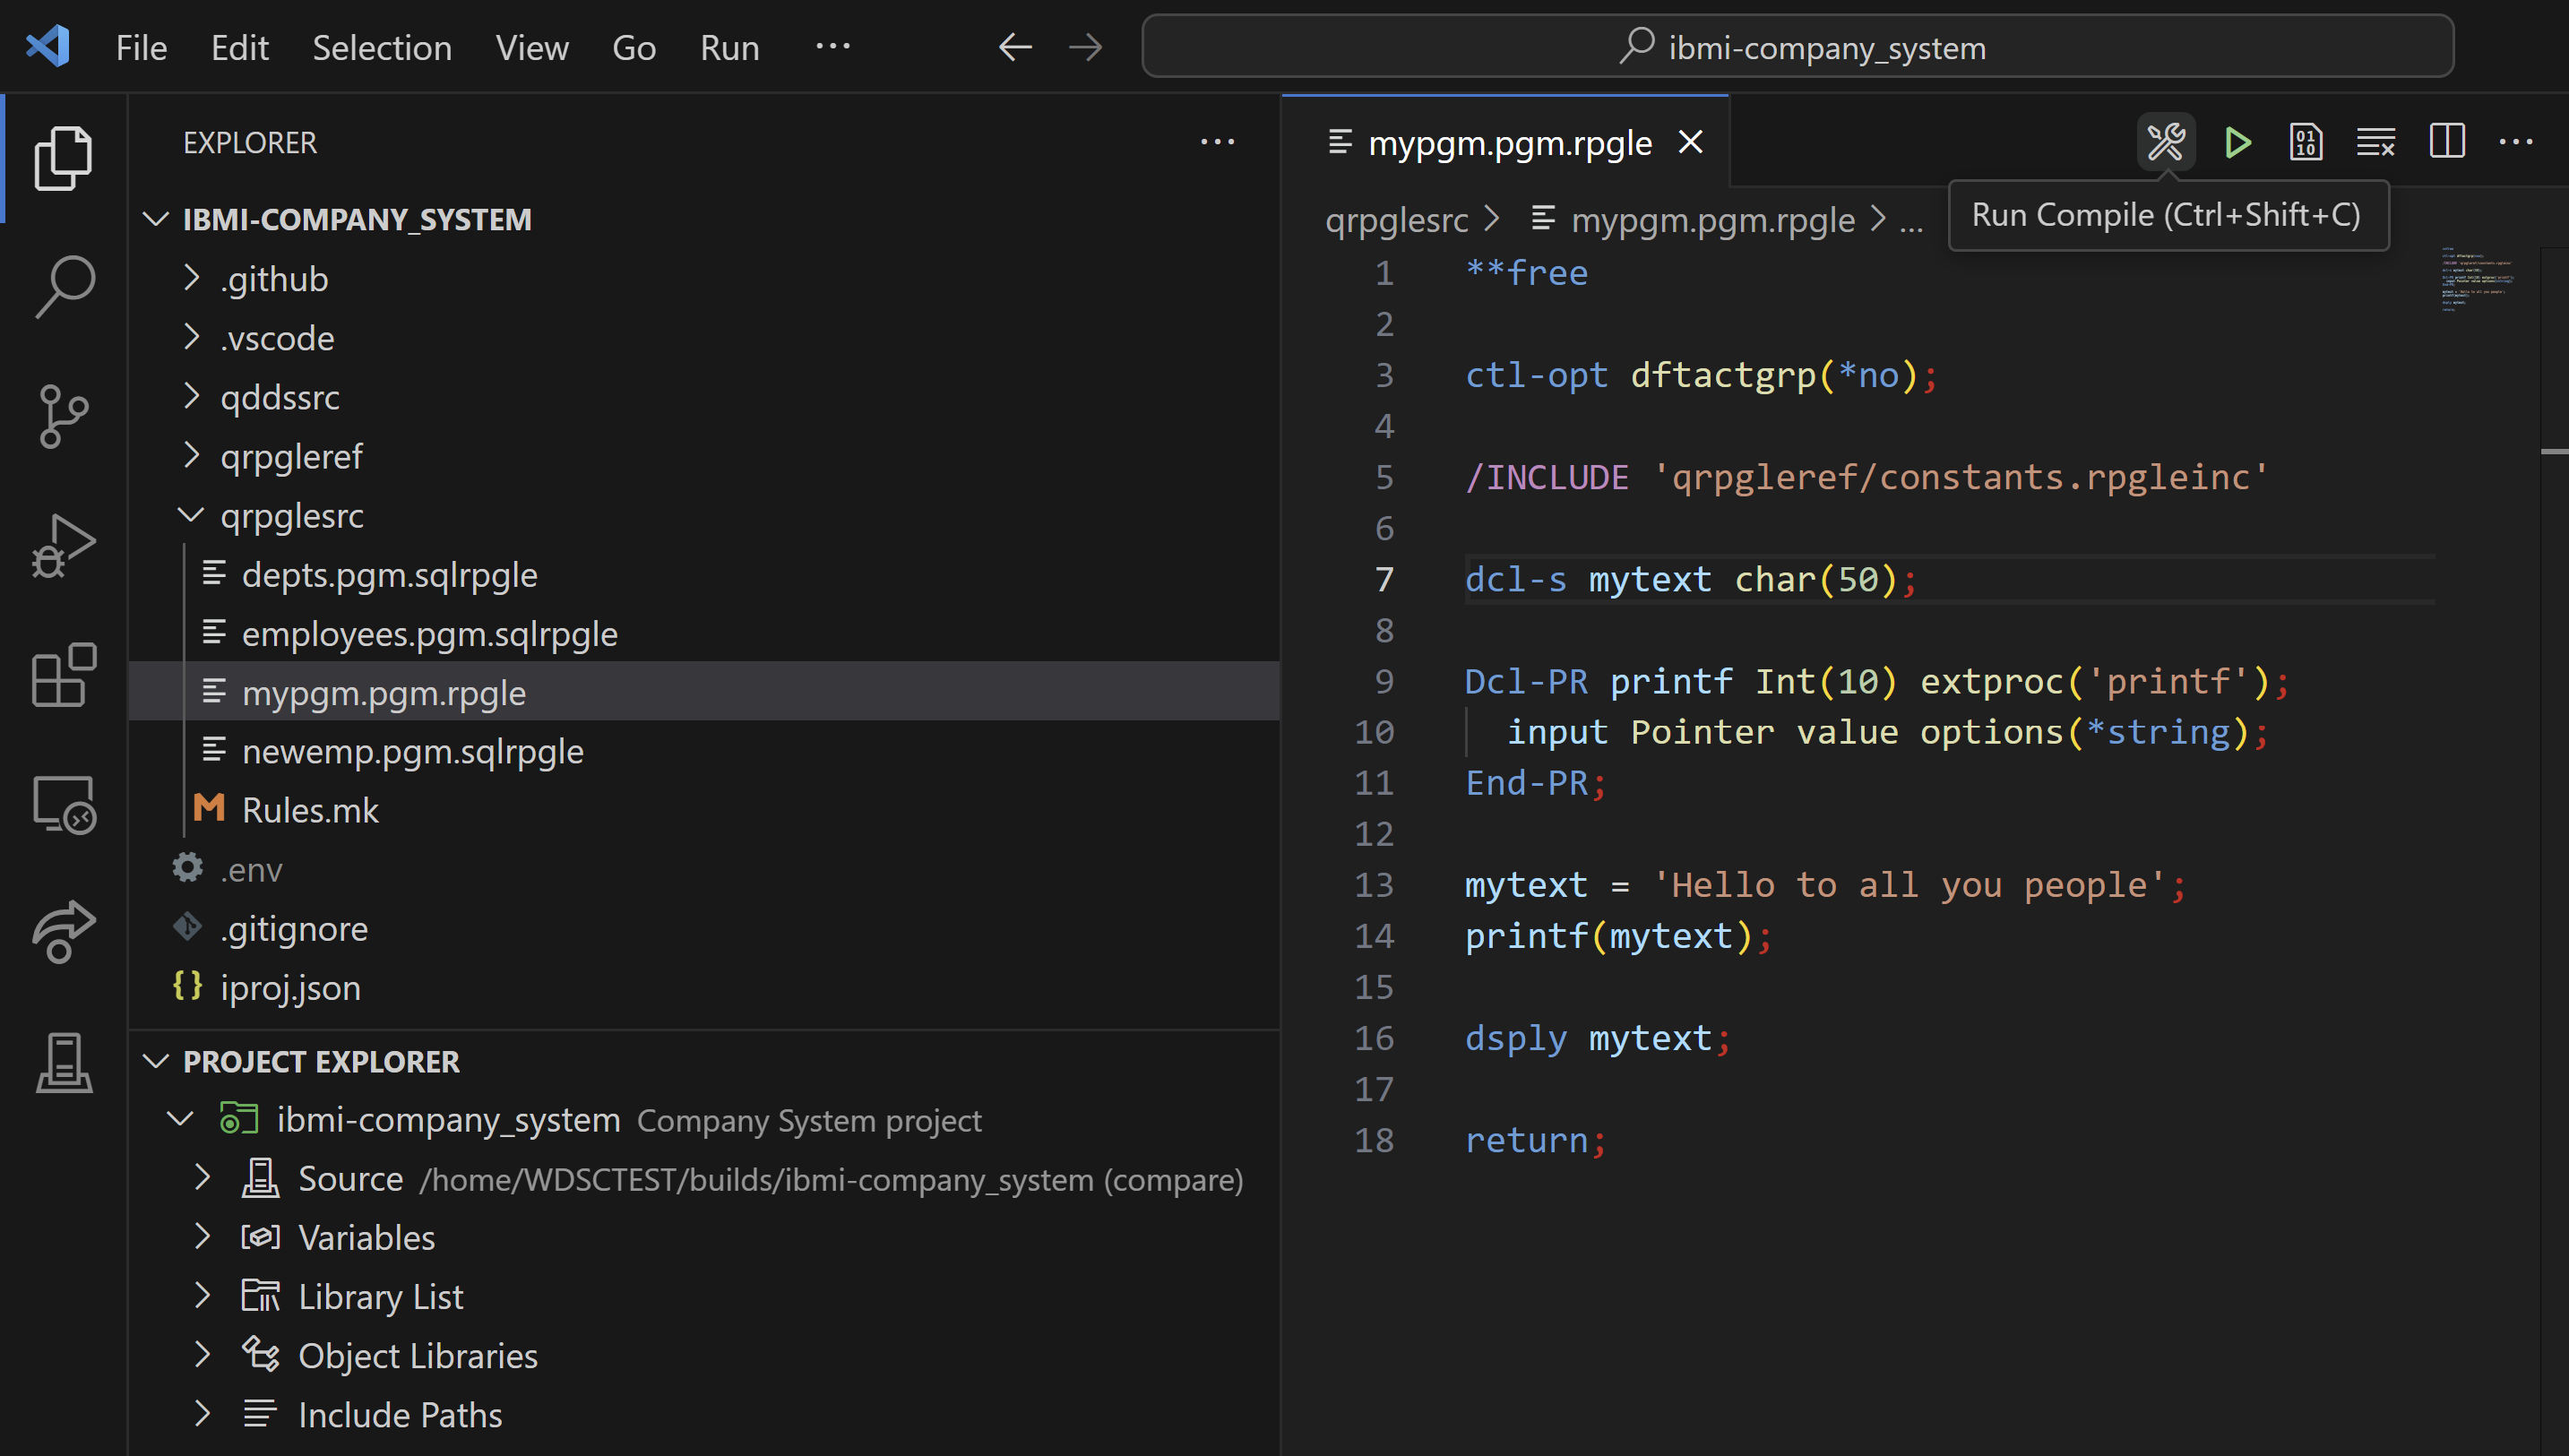 File Edit Selection View Go Run ··· ibmi-company_system
EXPLORER ···
IBMI-COMPANY_SYSTEM
.github
.vscode
qddssrc
qrpgleref
qrpglesrc
depts.pgm.sqlrpgle
employees.pgm.sqlrpgle
mypgm.pgm.rpgle
newemp.pgm.sqlrpgle
Rules.mk
.env
.gitignore
iproj.json
PROJECT EXPLORER
ibmi-company_system Company System project
Source /home/WDSCTEST/builds/ibmi-company_system (compare)
Variables
Library List
Object Libraries
Include Paths
mypgm.pgm.rpgle
Run Compile (Ctrl+Shift+C)
qrpglesrc > mypgm.pgm.rpgle > ...
1 **free
2
3 ctl-opt dftactgrp(*no);
4
5 /INCLUDE 'qrpgleref/constants.rpgleinc'
6
7 dcl-s mytext char(50);
8
9 Dcl-PR printf Int(10) extproc('printf');
10 input Pointer value options(*string);
11 End-PR;
12
13 mytext = 'Hello to all you people';
14 printf(mytext);
15
16 dsply mytext;
17
18 return;